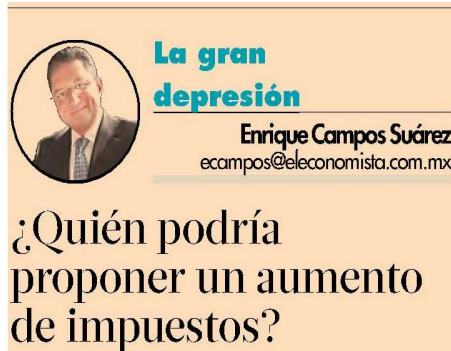 La gran
depresión
Enrique Campos Suárez
ecampos@eleconomista.com.mx
¿Quién podría
proponer un aumento
de impuestos?